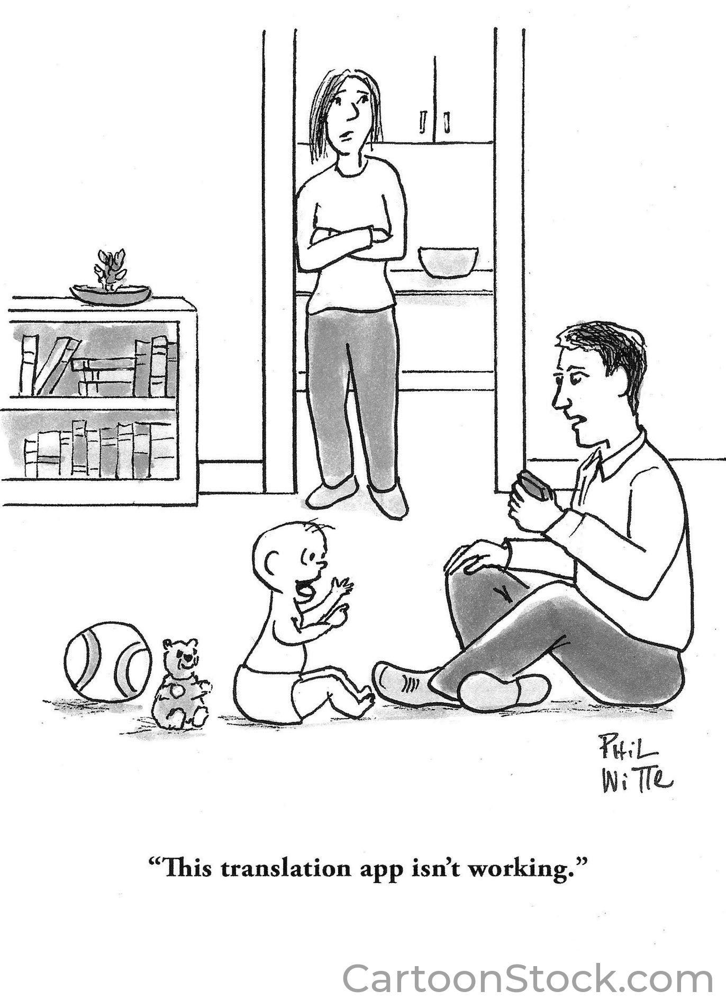 PHiL
WiTTe
“This translation app isn’t working.”
CartoonStock.com